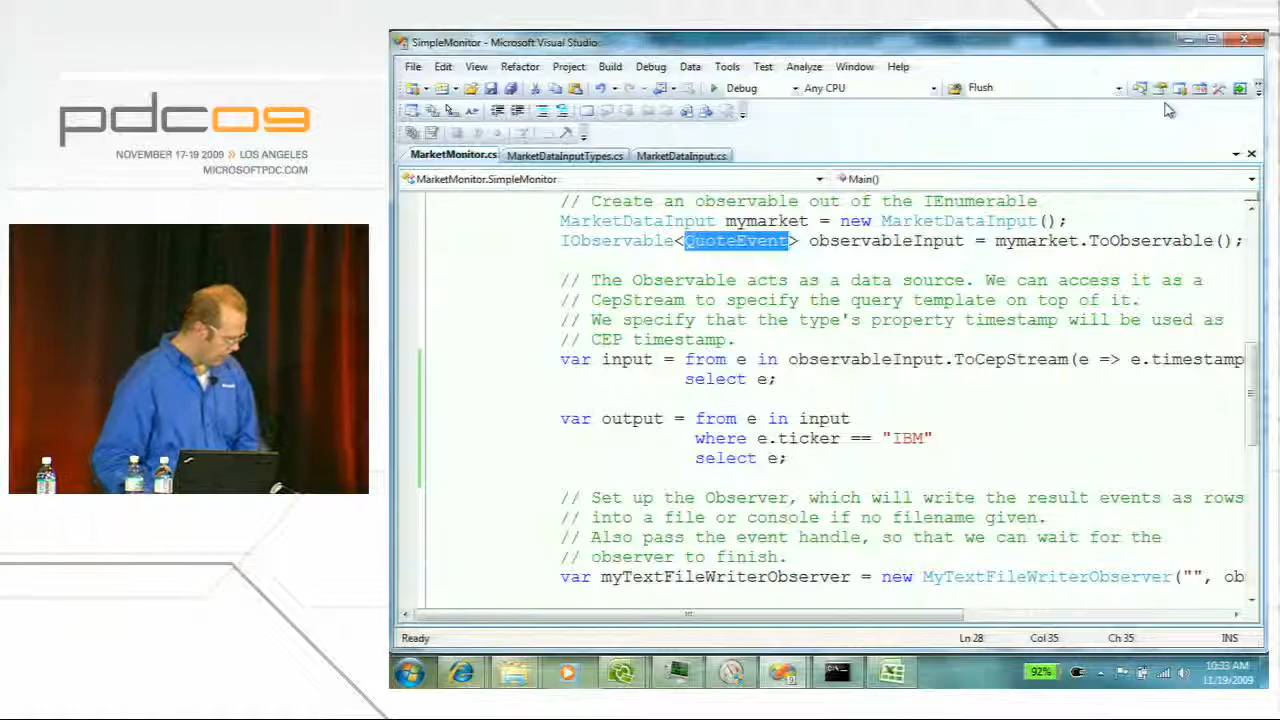 pdc09
NOVEMBER 17-19 2009 » LOS ANGELES
MICROSOFTPDC.COM
SimpleMonitor - Microsoft Visual Studio
File Edit View Refactor Project Build Debug Data Tools Test Analyze Window Help
Debug Any CPU Flush
MarketMonitor.cs MarketDataInputTypes.cs MarketDataInput.cs
MarketMonitor.SimpleMonitor Main()
// Create an observable out of the IEnumerable
MarketDataInput mymarket = new MarketDataInput();
IObservable<QuoteEvent> observableInput = mymarket.ToObservable();
// The Observable acts as a data source. We can access it as a
// CepStream to specify the query template on top of it.
// We specify that the type's property timestamp will be used as
// CEP timestamp.
var input = from e in observableInput.ToCepStream(e => e.timestamp
select e;
var output = from e in input
where e.ticker == "IBM"
select e;
// Set up the Observer, which will write the result events as rows
// into a file or console if no filename given.
// Also pass the event handle, so that we can wait for the
// observer to finish.
var myTextFileWriterObserver = new MyTextFileWriterObserver("", ob
Ready Ln 28 Col 35 Ch 35 INS
92% 10:33 AM
11/19/2009